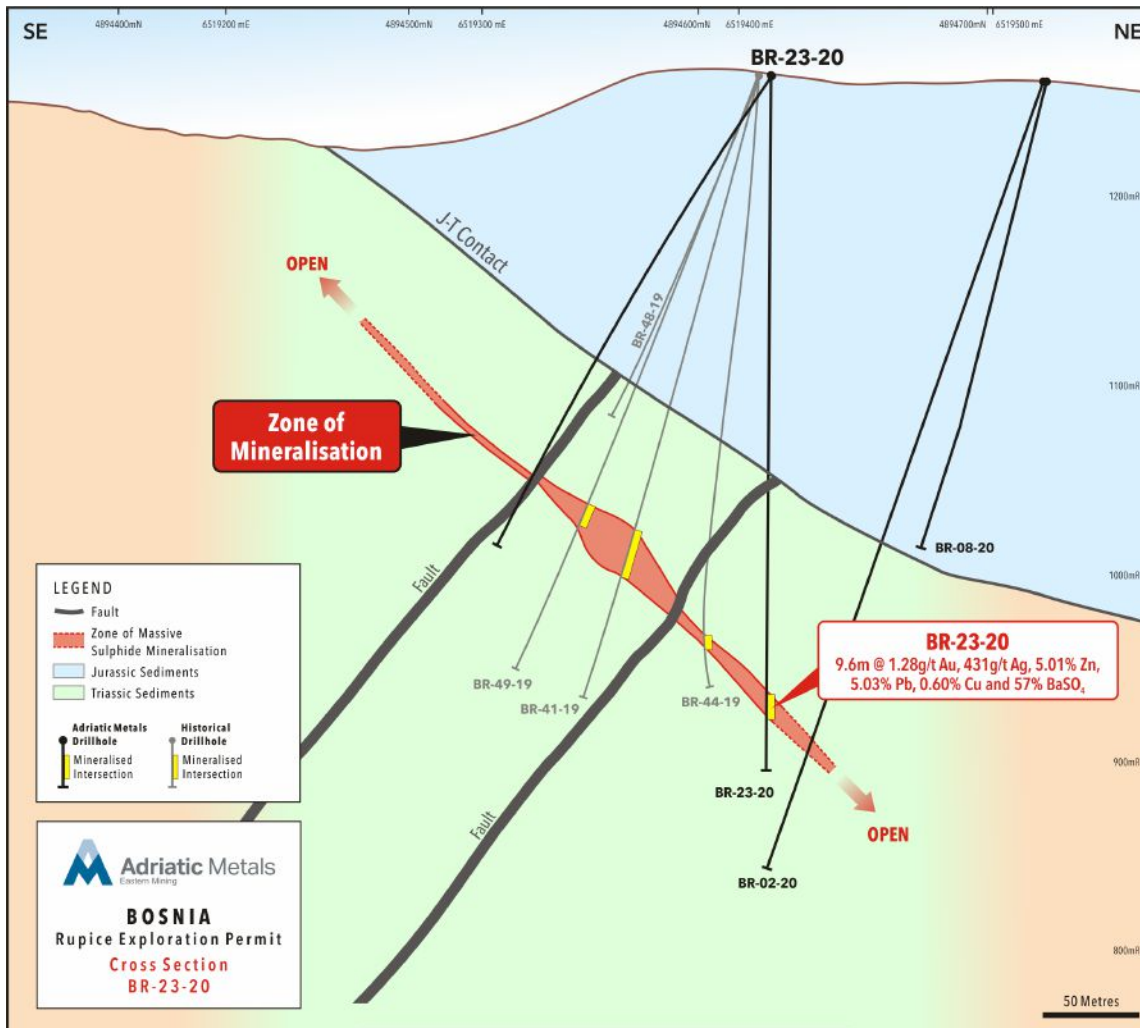 4894400mN 6519200 mE 4894500mN 6519300 mE 4894600mN 6519400 mE 4894700mN 6519500 mE
SE
NE
BR-23-20
1200mR
J-T Contact
OPEN
BR-48-19
1100mR
Zone of
Mineralisation
BR-08-20
1000mR
LEGEND
Fault
Zone of Massive
Sulphide Mineralisation
Jurassic Sediments
Triassic Sediments
Adriatic Metals
Drillhole
Mineralised
Intersection
Historical
Drillhole
Mineralised
Intersection
Fault
BR-23-20
9.6m @ 1.28g/t Au, 431g/t Ag, 5.01% Zn,
5.03% Pb, 0.60% Cu and 57% BaSO₄
BR-49-19
BR-41-19
BR-44-19
900mR
BR-23-20
Fault
OPEN
BR-02-20
Adriatic Metals
Eastern Mining
BOSNIA
Rupice Exploration Permit
Cross Section
BR-23-20
800mR
50 Metres